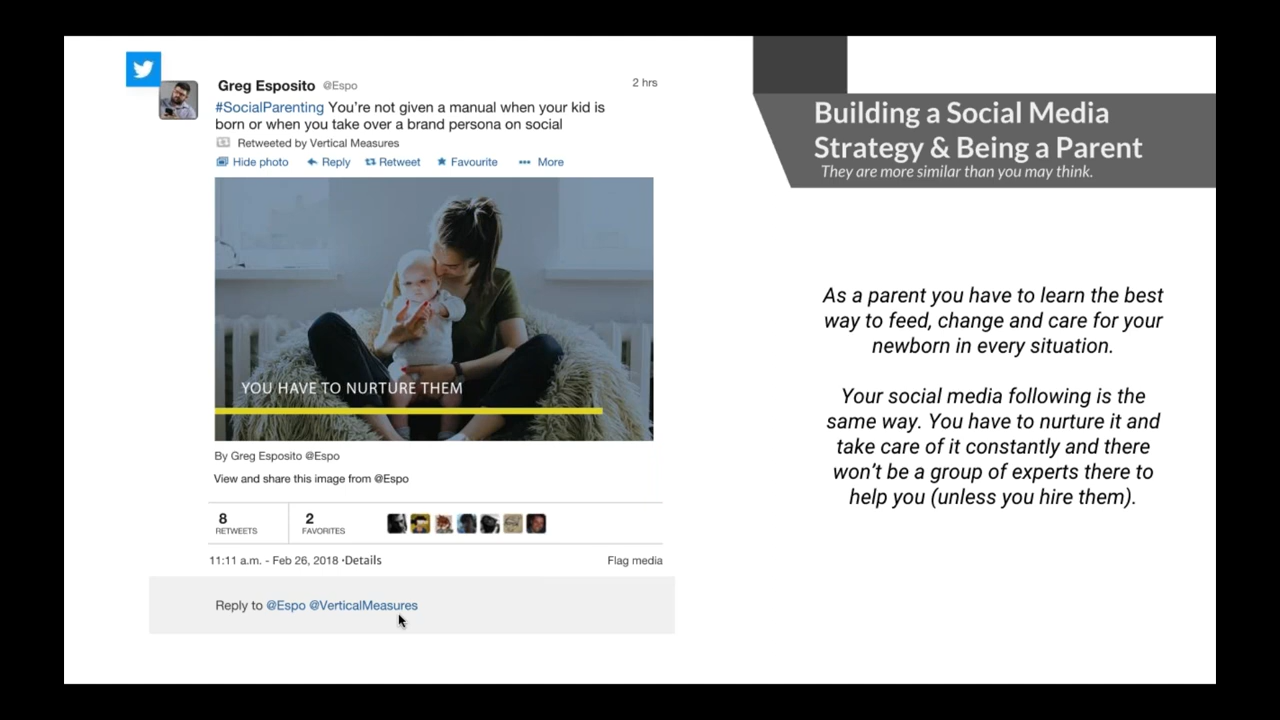 Greg Esposito @Espo
2 hrs
#SocialParenting You’re not given a manual when your kid is
born or when you take over a brand persona on social
Retweeted by Vertical Measures
Hide photo Reply Retweet Favourite More
YOU HAVE TO NURTURE THEM
By Greg Esposito @Espo
View and share this image from @Espo
8 2
RETWEETS FAVORITES
11:11 a.m. - Feb 26, 2018 ·Details Flag media
Reply to @Espo @VerticalMeasures
Building a Social Media
Strategy & Being a Parent
They are more similar than you may think.
As a parent you have to learn the best
way to feed, change and care for your
newborn in every situation.
Your social media following is the
same way. You have to nurture it and
take care of it constantly and there
won’t be a group of experts there to
help you (unless you hire them).